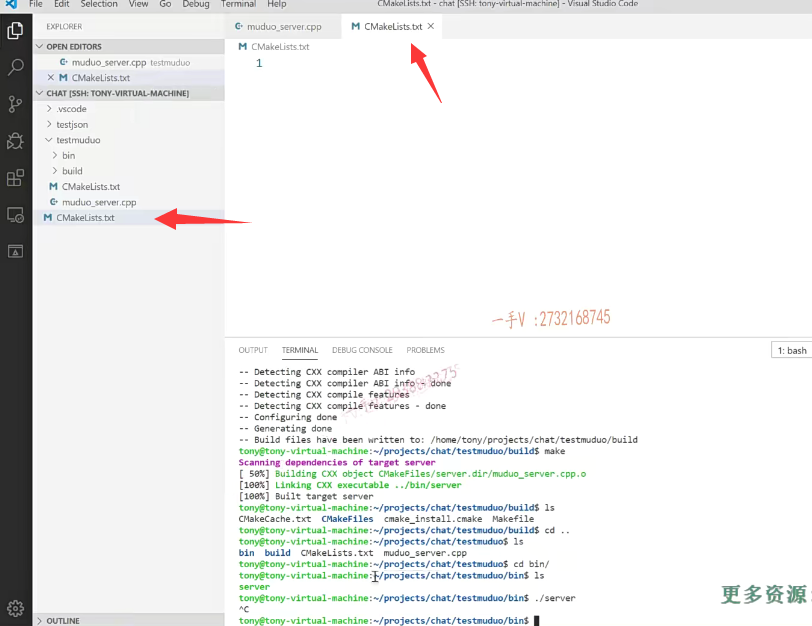 File Edit Selection View Go Debug Terminal Help
CMakeLists.txt - chat [SSH: tony-virtual-machine] - Visual Studio Code
EXPLORER
OPEN EDITORS
muduo_server.cpp testmuduo
CMakeLists.txt
CHAT [SSH: TONY-VIRTUAL-MACHINE]
.vscode
testjson
testmuduo
bin
build
CMakeLists.txt
muduo_server.cpp
CMakeLists.txt
OUTLINE
muduo_server.cpp
CMakeLists.txt
CMakeLists.txt
1
一手V :2732168745
OUTPUT TERMINAL DEBUG CONSOLE PROBLEMS
1: bash
-- Detecting CXX compiler ABI info
-- Detecting CXX compiler ABI info - done
-- Detecting CXX compile features
-- Detecting CXX compile features - done
-- Configuring done
-- Generating done
-- Build files have been written to: /home/tony/projects/chat/testmuduo/build
tony@tony-virtual-machine:~/projects/chat/testmuduo/build$ make
Scanning dependencies of target server
[ 50%] Building CXX object CMakeFiles/server.dir/muduo_server.cpp.o
[100%] Linking CXX executable ../bin/server
[100%] Built target server
tony@tony-virtual-machine:~/projects/chat/testmuduo/build$ ls
CMakeCache.txt CMakeFiles cmake_install.cmake Makefile
tony@tony-virtual-machine:~/projects/chat/testmuduo/build$ cd ..
tony@tony-virtual-machine:~/projects/chat/testmuduo$ ls
bin build CMakeLists.txt muduo_server.cpp
tony@tony-virtual-machine:~/projects/chat/testmuduo$ cd bin/
tony@tony-virtual-machine:~/projects/chat/testmuduo/bin$ ls
server
tony@tony-virtual-machine:~/projects/chat/testmuduo/bin$ ./server
^C
tony@tony-virtual-machine:~/projects/chat/testmuduo/bin$
更多资源